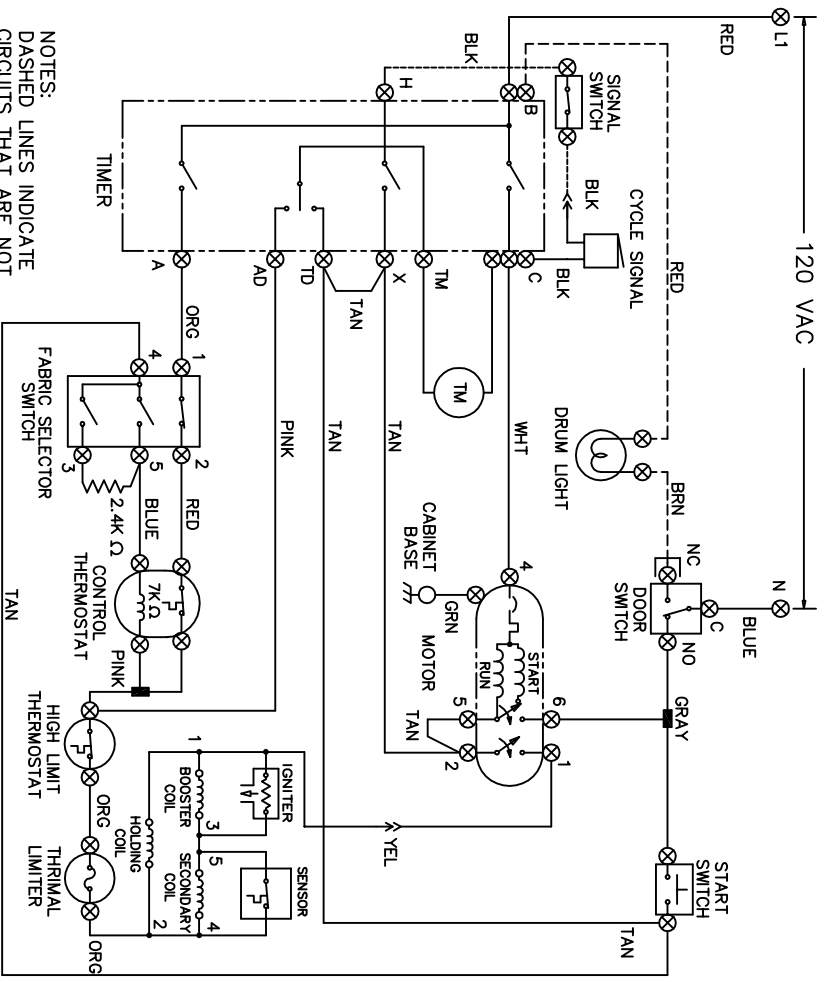 120 VAC
L1
N
RED
BLUE
SIGNAL
SWITCH
CYCLE SIGNAL
BLK
BLK
BLK
RED
DRUM LIGHT
BRN
NC
C
NO
DOOR
SWITCH
GRAY
START
SWITCH
TAN
H
B
TIMER
A
AD
TD
X
TM
C
TAN
TM
WHT
TAN
TAN
PINK
ORG
CABINET
BASE
GRN
MOTOR
4
START
RUN
5
6
2
1
TAN
YEL
4
1
FABRIC SELECTOR
SWITCH
3
5
2
2.4K Ω
BLUE
RED
CONTROL
THERMOSTAT
7K Ω
PINK
HIGH LIMIT
THERMOSTAT
ORG
THRIMAL
LIMITER
ORG
IGNITER
1
BOOSTER
COIL
3
5
SECONDARY
COIL
4
SENSOR
HOLDING
COIL
2
TAN
NOTES:
DASHED LINES INDICATE
CIRCUITS THAT ARE NOT